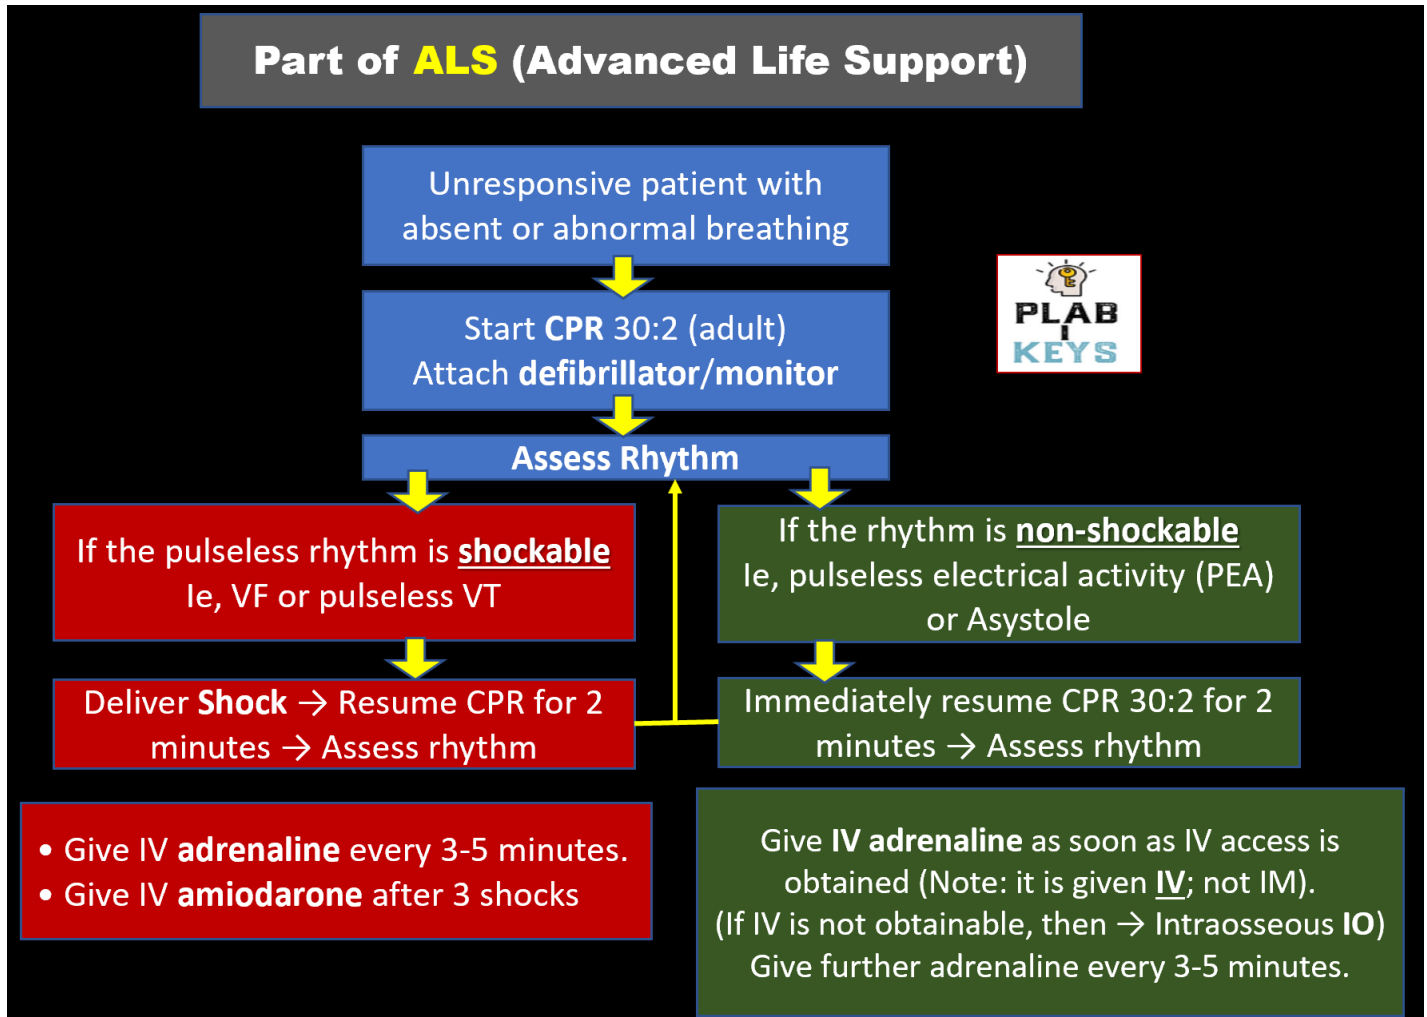 Part of ALS (Advanced Life Support)
Unresponsive patient with
absent or abnormal breathing
Start CPR 30:2 (adult)
Attach defibrillator/monitor
PLAB
1
KEYS
Assess Rhythm
If the pulseless rhythm is shockable
Ie, VF or pulseless VT
If the rhythm is non-shockable
Ie, pulseless electrical activity (PEA)
or Asystole
Deliver Shock → Resume CPR for 2
minutes → Assess rhythm
Immediately resume CPR 30:2 for 2
minutes → Assess rhythm
• Give IV adrenaline every 3-5 minutes.
• Give IV amiodarone after 3 shocks
Give IV adrenaline as soon as IV access is
obtained (Note: it is given IV; not IM).
(If IV is not obtainable, then → Intraosseous IO)
Give further adrenaline every 3-5 minutes.